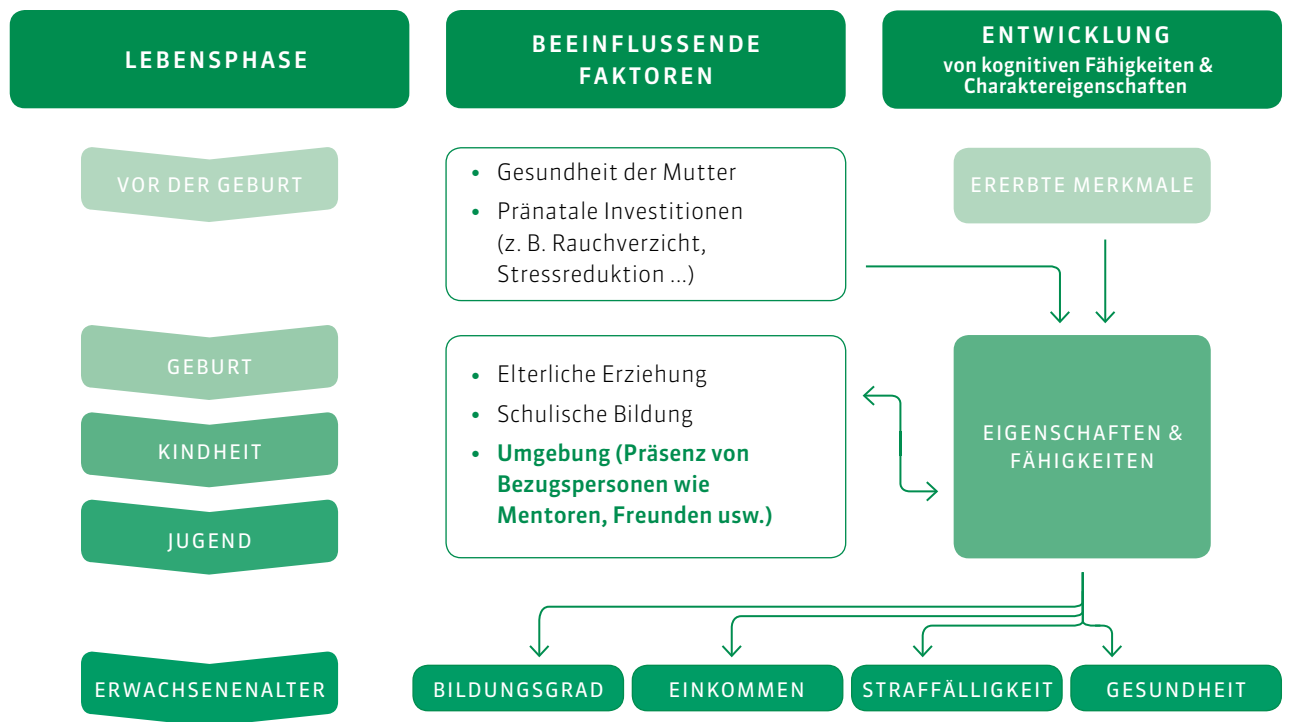 LEBENSPHASE
BEEINFLUSSENDE
FAKTOREN
ENTWICKLUNG
von kognitiven Fähigkeiten &
Charaktereigenschaften
VOR DER GEBURT
• Gesundheit der Mutter
• Pränatale Investitionen
(z. B. Rauchverzicht,
Stressreduktion ...)
ERERBTE MERKMALE
GEBURT
KINDHEIT
JUGEND
• Elterliche Erziehung
• Schulische Bildung
• Umgebung (Präsenz von
Bezugspersonen wie
Mentoren, Freunden usw.)
EIGENSCHAFTEN &
FÄHIGKEITEN
ERWACHSENENALTER
BILDUNGSGRAD
EINKOMMEN
STRAFFÄLLIGKEIT
GESUNDHEIT